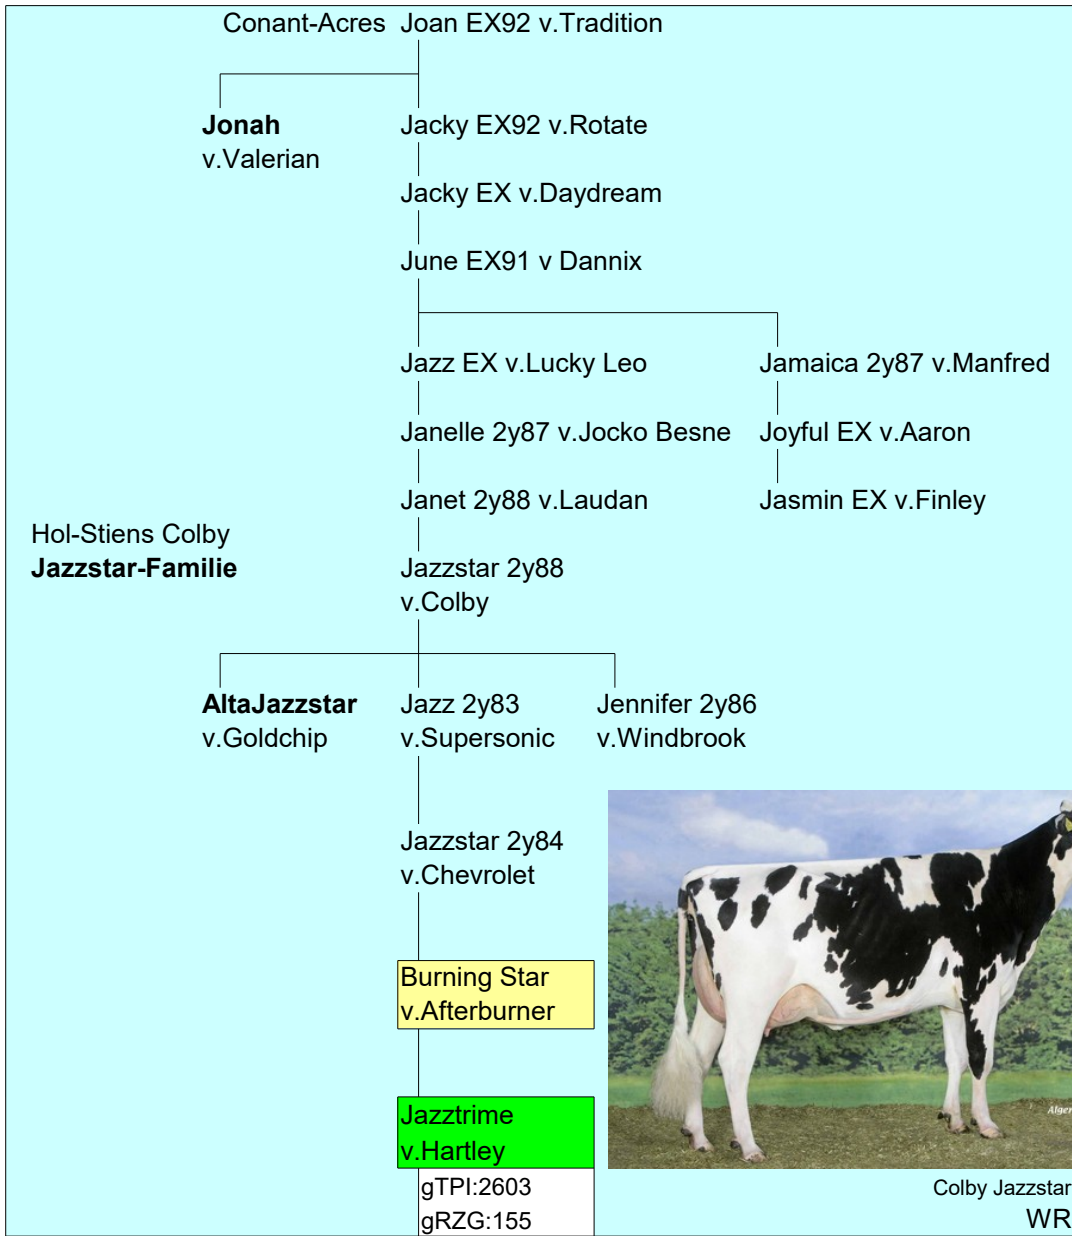 Conant-Acres Joan EX92 v.Tradition
Jonah
v.Valerian
Jacky EX92 v.Rotate
Jacky EX v.Daydream
June EX91 v Dannix
Jazz EX v.Lucky Leo
Jamaica 2y87 v.Manfred
Janelle 2y87 v.Jocko Besne
Joyful EX v.Aaron
Janet 2y88 v.Laudan
Jasmin EX v.Finley
Hol-Stiens Colby
Jazzstar-Familie
Jazzstar 2y88
v.Colby
AltaJazzstar
v.Goldchip
Jazz 2y83
v.Supersonic
Jennifer 2y86
v.Windbrook
Jazzstar 2y84
v.Chevrolet
Burning Star
v.Afterburner
Jazztrime
v.Hartley
gTPI:2603
gRZG:155
Alger
Colby Jazzstar
WR